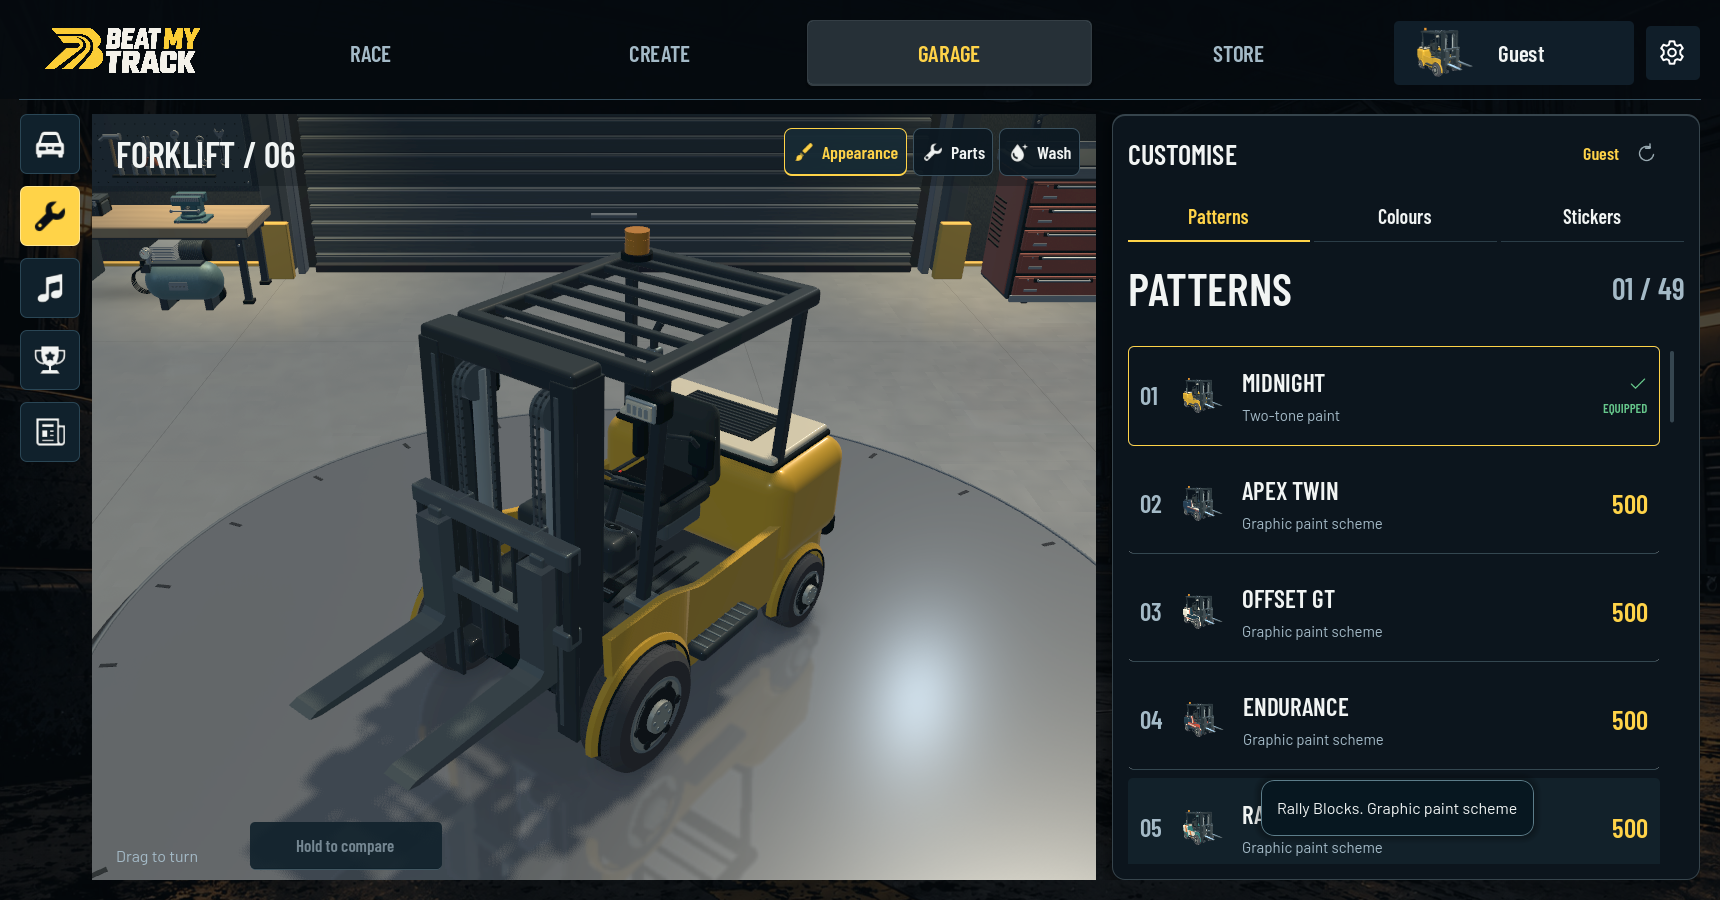 BEAT MY
TRACK
RACE
CREATE
GARAGE
STORE
Guest
FORKLIFT / 06
Appearance
Parts
Wash
Drag to turn
Hold to compare
CUSTOMISE
Guest
Patterns
Colours
Stickers
PATTERNS
01 / 49
01
MIDNIGHT
Two-tone paint
EQUIPPED
02
APEX TWIN
Graphic paint scheme
500
03
OFFSET GT
Graphic paint scheme
500
04
ENDURANCE
Graphic paint scheme
500
05
RA
Rally Blocks. Graphic paint scheme
Graphic paint scheme
500